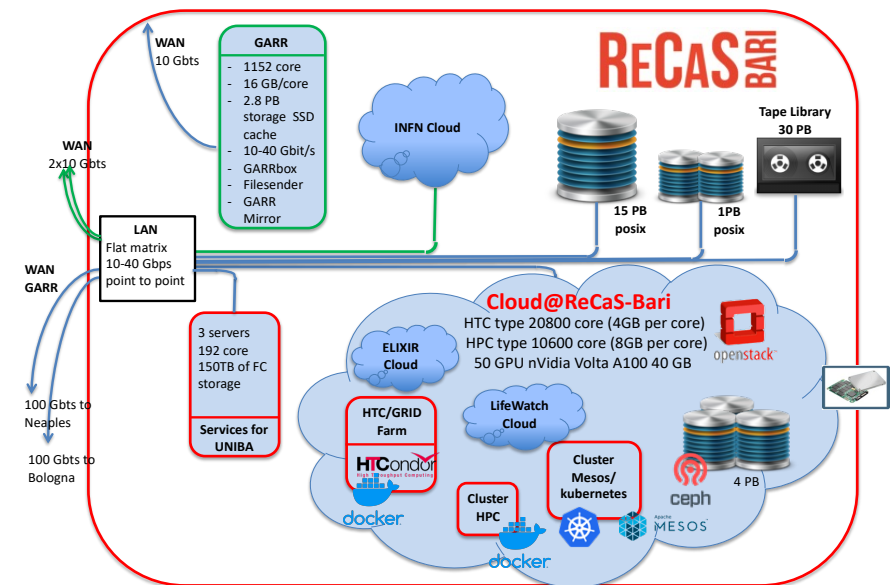 WAN
10 Gbts
GARR
- 1152 core
- 16 GB/core
- 2.8 PB
storage SSD
cache
- 10-40 Gbit/s
- GARRbox
- Filesender
- GARR
Mirror
INFN Cloud
ReCaS
BARI
Tape Library
30 PB
15 PB
posix
1PB
posix
WAN
2x10 Gbts
LAN
Flat matrix
10-40 Gbps
point to point
WAN
GARR
3 servers
192 core
150TB of FC
storage
Services for
UNIBA
100 Gbts to
Neaples
100 Gbts to
Bologna
Cloud@ReCaS-Bari
HTC type 20800 core (4GB per core)
HPC type 10600 core (8GB per core)
50 GPU nVidia Volta A100 40 GB
openstack
ELIXIR
Cloud
LifeWatch
Cloud
HTC/GRID
Farm
HTCondor
High Throughput Computing
docker
Cluster
HPC
docker
Cluster
Mesos/
kubernetes
Apache
MESOS
ceph
4 PB